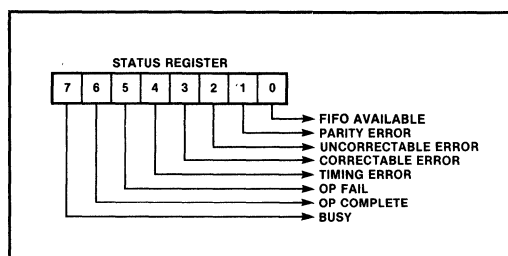 STATUS REGISTER
7 6 5 4 3 2 1 0
FIFO AVAILABLE
PARITY ERROR
UNCORRECTABLE ERROR
CORRECTABLE ERROR
TIMING ERROR
OP FAIL
OP COMPLETE
BUSY